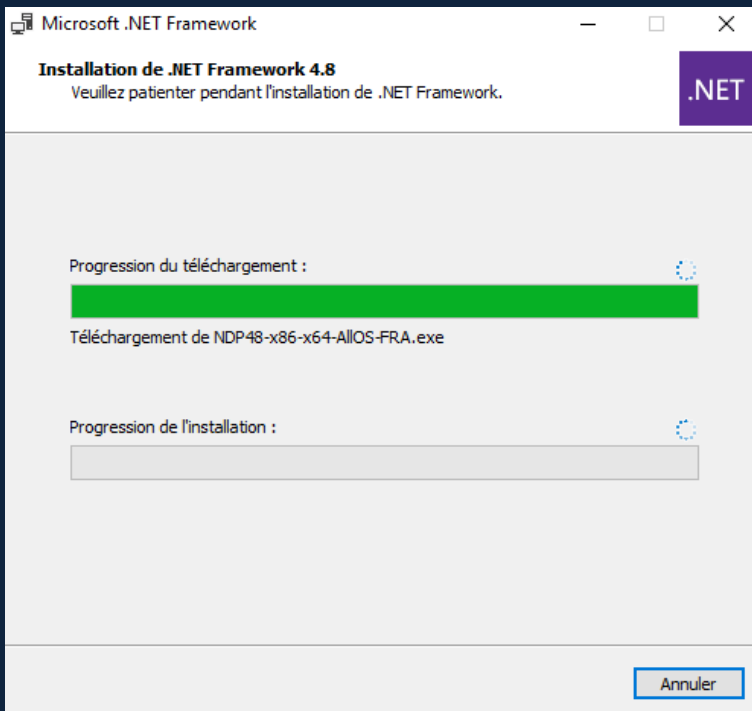 Microsoft .NET Framework
Installation de .NET Framework 4.8
Veuillez patienter pendant l'installation de .NET Framework.
.NET
Progression du téléchargement :
Téléchargement de NDP48-x86-x64-AllOS-FRA.exe
Progression de l'installation :
Annuler